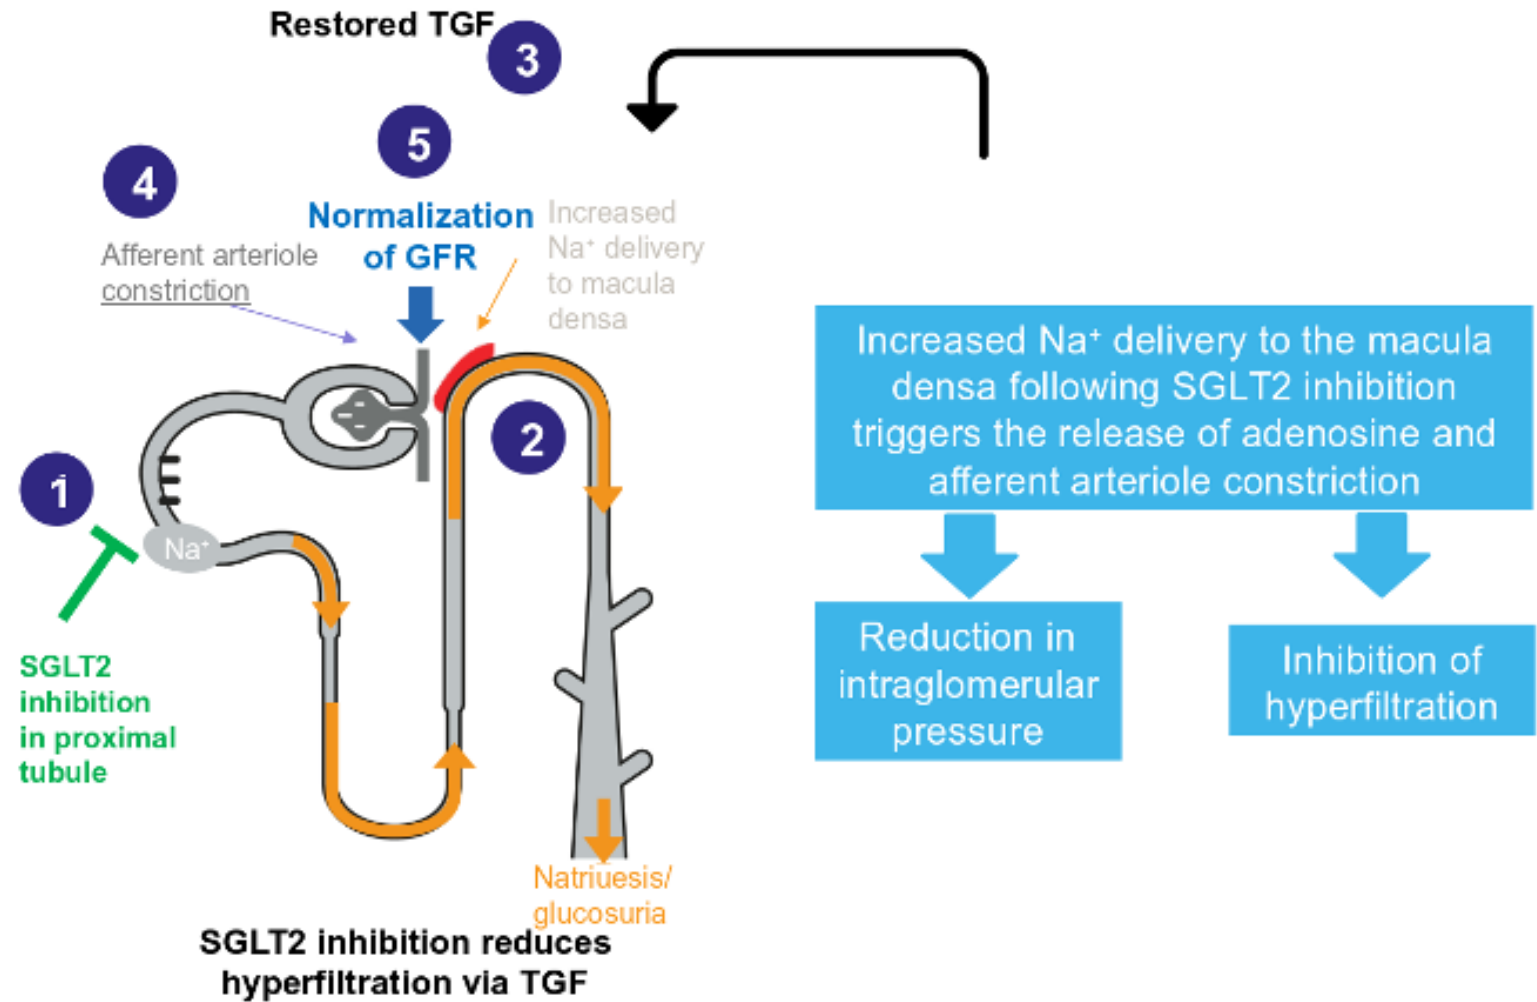 Restored TGF
3
5
4
Normalization
of GFR
Increased
Na⁺ delivery
to macula
densa
Afferent arteriole
constriction
2
1
Na⁺
SGLT2
inhibition
in proximal
tubule
Natriuesis/
glucosuria
SGLT2 inhibition reduces
hyperfiltration via TGF
Increased Na⁺ delivery to the macula
densa following SGLT2 inhibition
triggers the release of adenosine and
afferent arteriole constriction
Reduction in
intraglomerular
pressure
Inhibition of
hyperfiltration